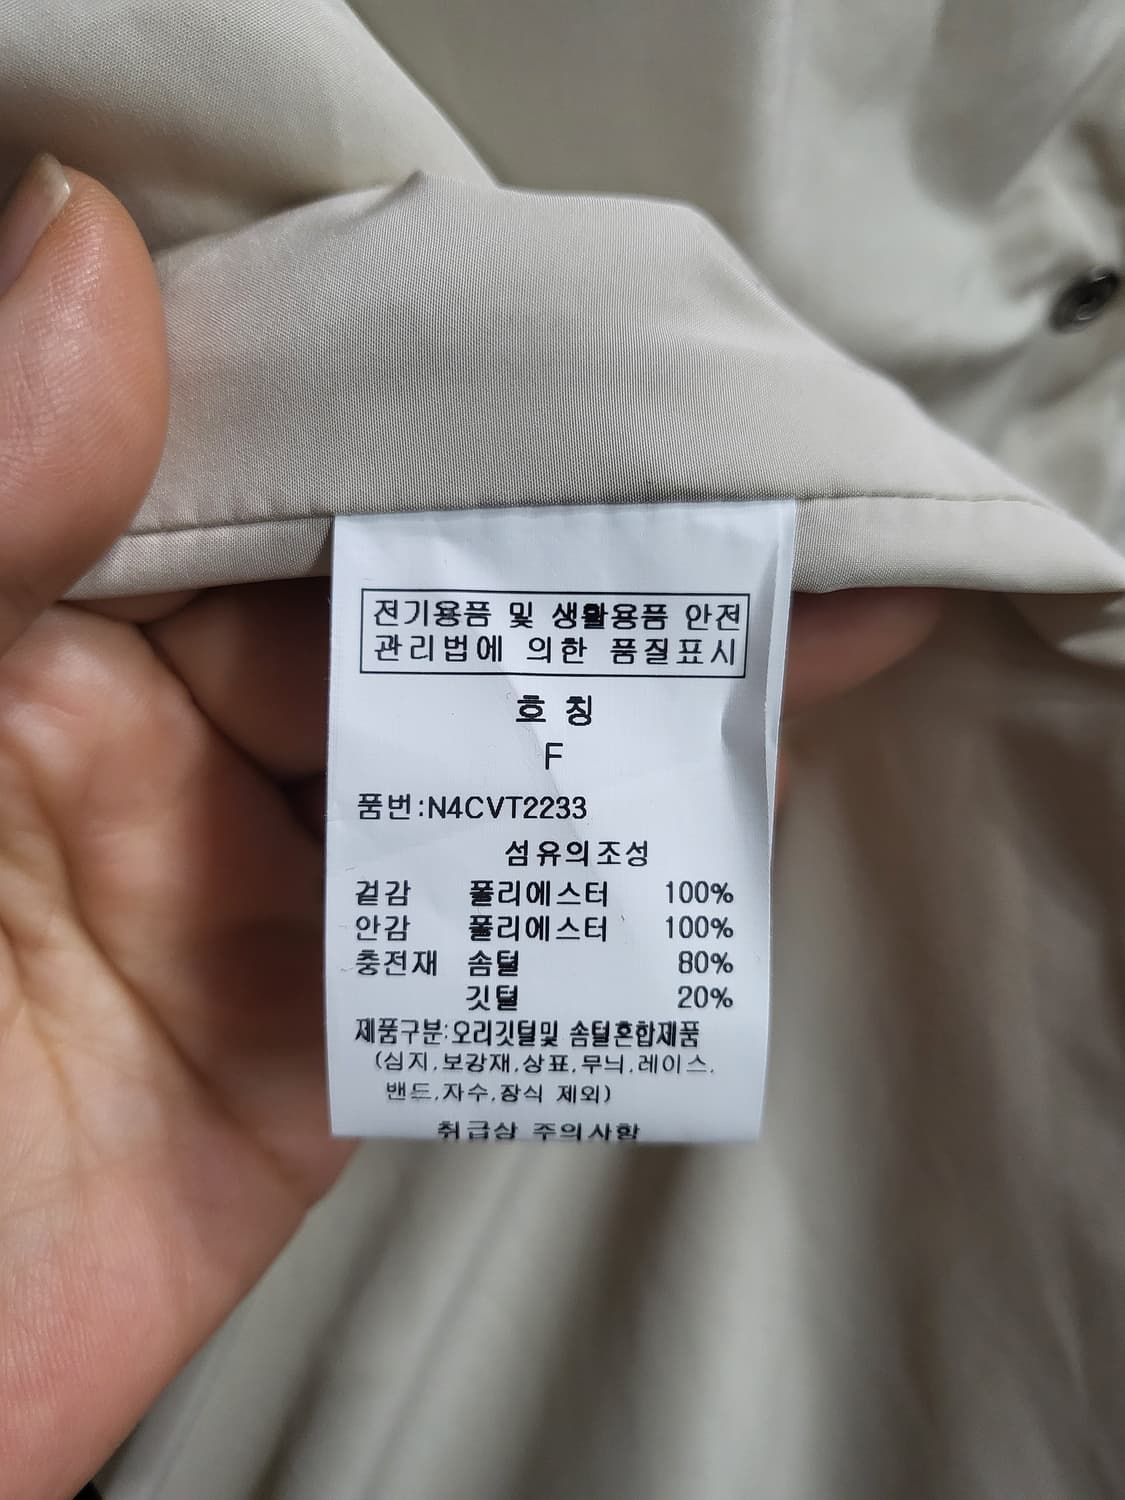 전기용품 및 생활용품 안전
관리법에 의한 품질표시
호 칭
F
품번:N4CVT2233
섬유의조성
겉감 폴리에스터 100%
안감 폴리에스터 100%
충전재 솜털 80%
깃털 20%
제품구분:오리깃털및 솜털혼합제품
(심지,보강재,상표,무늬,레이스,
밴드,자수,장식 제외)
취급상 주의사항